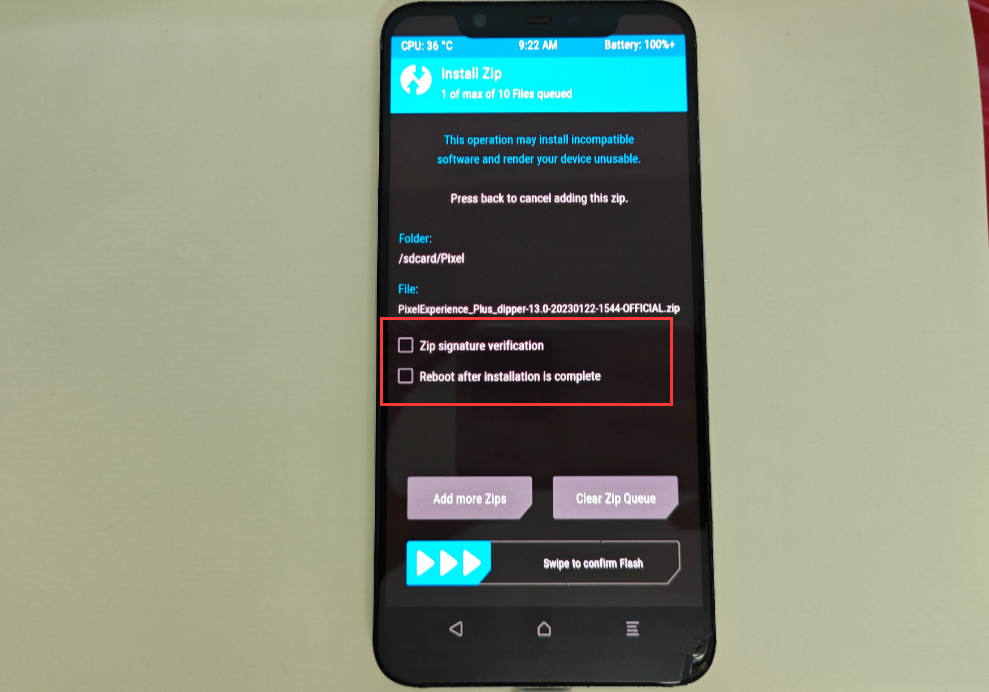 CPU: 36 °C 9:22 AM Battery: 100%+
Install Zip
1 of max of 10 Files queued
This operation may install incompatible
software and render your device unusable.
Press back to cancel adding this zip.
Folder:
/sdcard/Pixel
File:
PixelExperience_Plus_dipper-13.0-20230122-1544-OFFICIAL.zip
Zip signature verification
Reboot after installation is complete
Add more Zips Clear Zip Queue
Swipe to confirm Flash